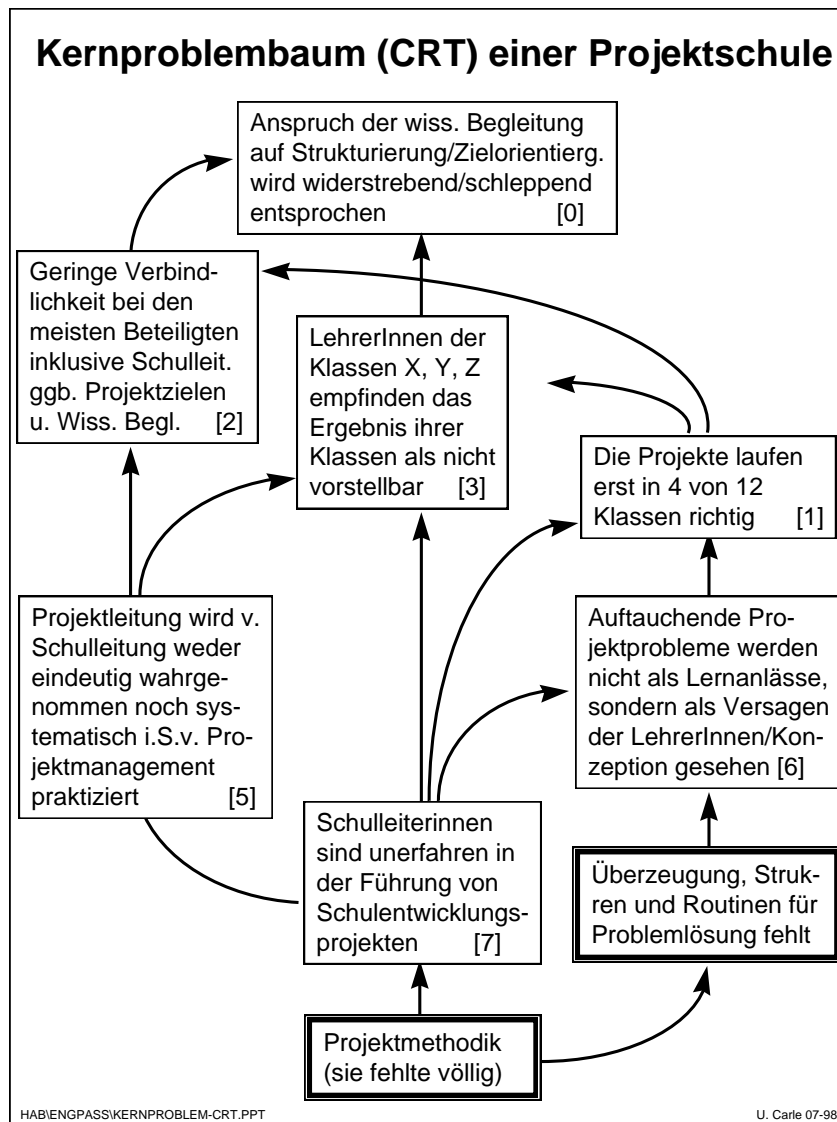 Kernproblembaum (CRT) einer Projektschule
Anspruch der wiss. Begleitung
auf Strukturierung/Zielorientierg.
wird widerstrebend/schleppend
entsprochen [0]
Geringe Verbind-
lichkeit bei den
meisten Beteiligten
inklusive Schulleit.
ggb. Projektzielen
u. Wiss. Begl. [2]
LehrerInnen der
Klassen X, Y, Z
empfinden das
Ergebnis ihrer
Klassen als nicht
vorstellbar [3]
Die Projekte laufen
erst in 4 von 12
Klassen richtig [1]
Projektleitung wird v.
Schulleitung weder
eindeutig wahrge-
nommen noch sys-
tematisch i.S.v. Pro-
jektmanagement
praktiziert [5]
Auftauchende Pro-
jektprobleme werden
nicht als Lernanlässe,
sondern als Versagen
der LehrerInnen/Kon-
zeption gesehen [6]
Schulleiterinnen
sind unerfahren in
der Führung von
Schulentwicklungs-
projekten [7]
Überzeugung, Struk-
ren und Routinen für
Problemlösung fehlt
Projektmethodik
(sie fehlte völlig)
HAB\ENGPASS\KERNPROBLEM-CRT.PPT
U. Carle 07-98